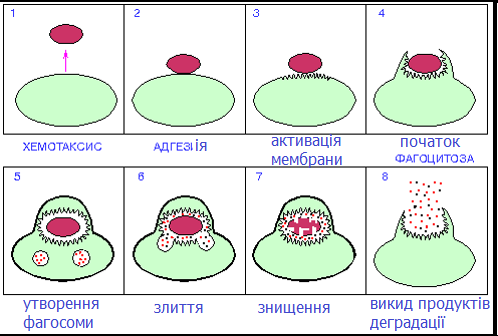 1
2
3
4
ХЕМОТАКСИС
АДГЕЗІія
активація
мембрани
початок
ФАГОЦИТОЗА
5
6
7
8
утворення
фагосоми
злиття
знищення
викид продуктів
деградації